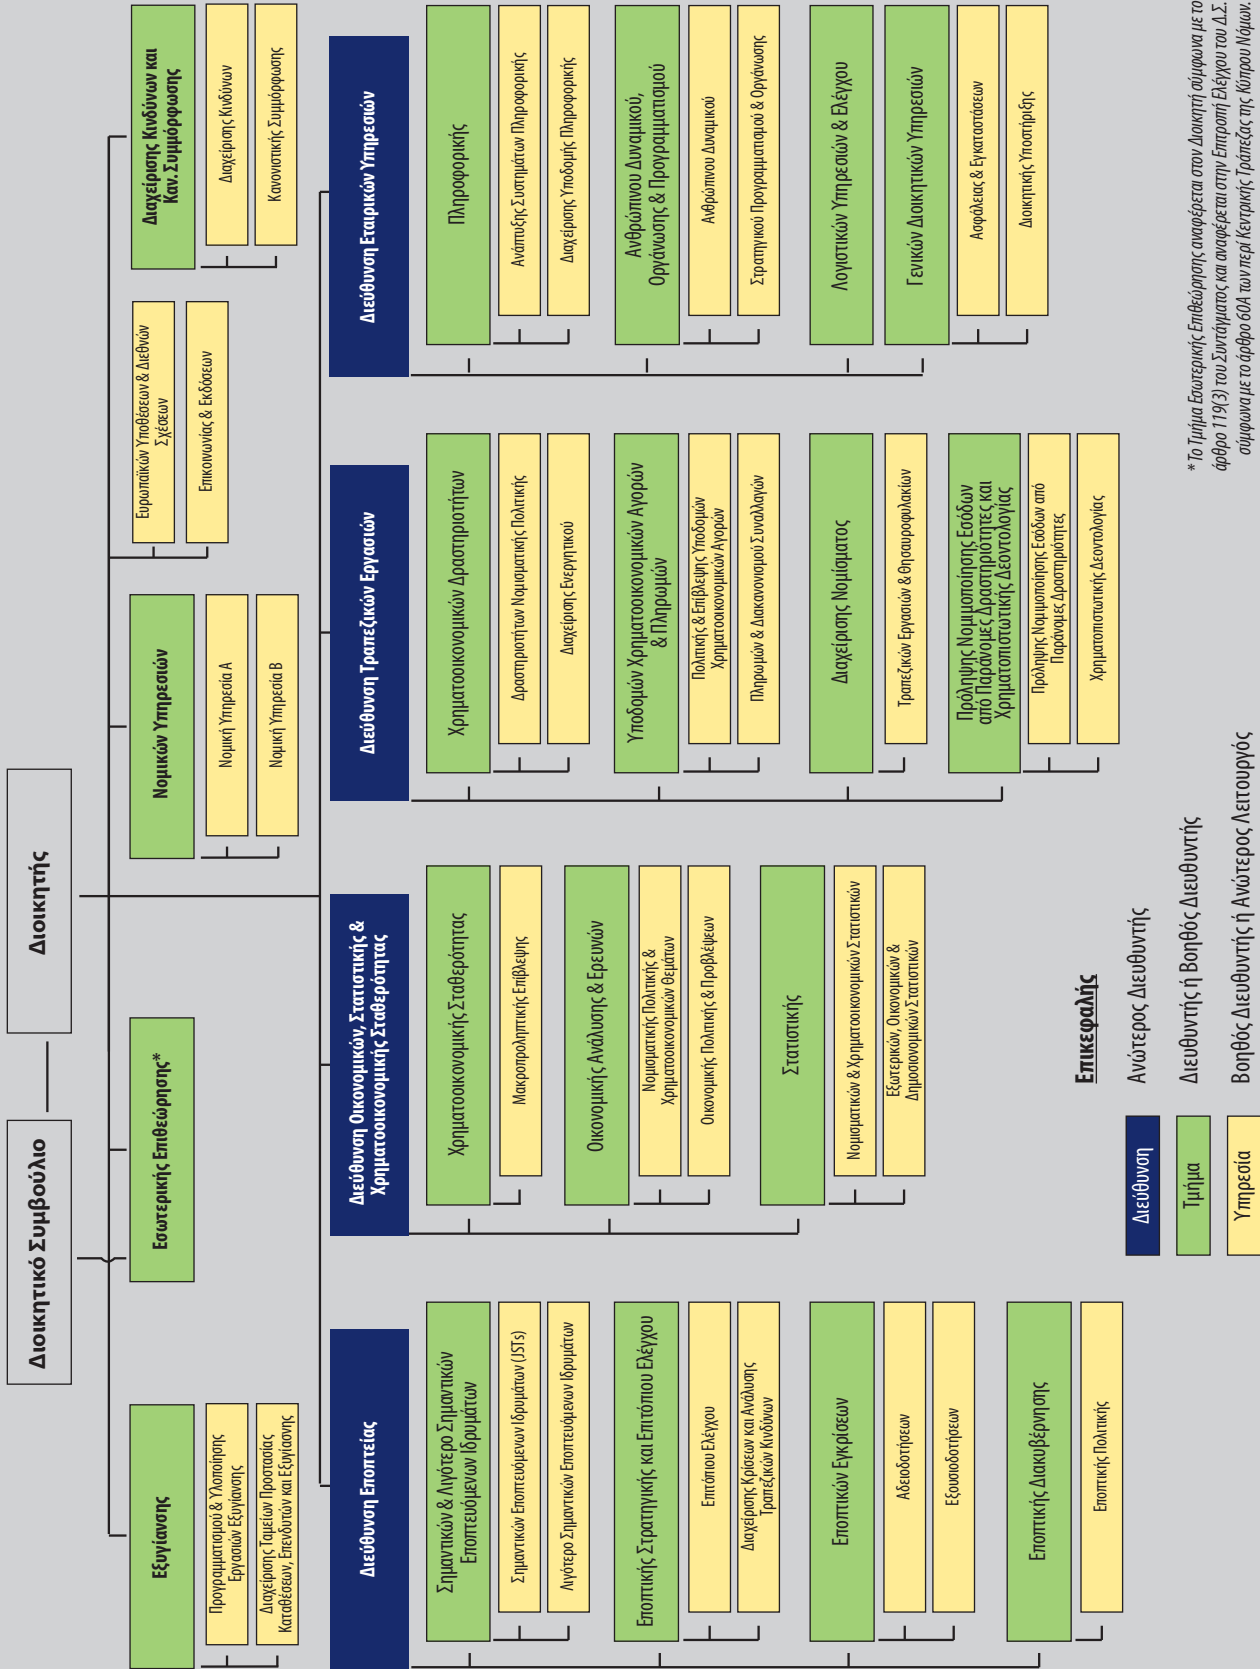 Διοικητικό Συμβούλιο
Διοικητής
Εξυγίανσης
Προγραμματισμού & Υλοποίησης
Εργασιών Εξυγίανσης
Διαχείρισης Ταμείων Προστασίας
Καταθέσεων, Επενδυτών και Εξυγίανσης
Εσωτερικής Επιθεώρησης*
Νομικών Υπηρεσιών
Νομική Υπηρεσία Α
Νομική Υπηρεσία Β
Ευρωπαϊκών Υποθέσεων & Διεθνών
Σχέσεων
Επικοινωνίας & Εκδόσεων
Διαχείρισης Κινδύνων και
Καν. Συμμόρφωσης
Διαχείρισης Κινδύνων
Κανονιστικής Συμμόρφωσης
Διεύθυνση Εποπτείας
Σημαντικών & Λιγότερο Σημαντικών
Εποπτευόμενων Ιδρυμάτων
Σημαντικών Εποπτευόμενων Ιδρυμάτων (JSTs)
Λιγότερο Σημαντικών Εποπτευόμενων Ιδρυμάτων
Εποπτικής Στρατηγικής και Επιτόπιου Ελέγχου
Επιτόπιου Ελέγχου
Διαχείρισης Κρίσεων και Ανάλυσης
Τραπεζικών Κινδύνων
Εποπτικών Εγκρίσεων
Αδειοδοτήσεων
Εξουσιοδοτήσεων
Εποπτικής Διακυβέρνησης
Εποπτικής Πολιτικής
Διεύθυνση Οικονομικών, Στατιστικής &
Χρηματοοικονομικής Σταθερότητας
Χρηματοοικονομικής Σταθερότητας
Μακροπροληπτικής Επίβλεψης
Οικονομικής Ανάλυσης & Ερευνών
Νομισματικής Πολιτικής &
Χρηματοοικονομικών Θεμάτων
Οικονομικής Πολιτικής & Προβλέψεων
Στατιστικής
Νομισματικών & Χρηματοοικονομικών Στατιστικών
Εξωτερικών, Οικονομικών &
Δημοσιονομικών Στατιστικών
Διεύθυνση Τραπεζικών Εργασιών
Χρηματοοικονομικών Δραστηριοτήτων
Δραστηριοτήτων Νομισματικής Πολιτικής
Διαχείρισης Ενεργητικού
Υποδομών Χρηματοοικονομικών Αγορών
& Πληρωμών
Πολιτικής & Επίβλεψης Υποδομών
Χρηματοοικονομικών Αγορών
Πληρωμών & Διακανονισμού Συναλλαγών
Διαχείρισης Νομίσματος
Τραπεζικών Εργασιών & Θησαυροφυλακίων
Πρόληψης Νομιμοποίησης Εσόδων
από Παράνομες Δραστηριότητες και
Χρηματοπιστωτικής Δεοντολογίας
Πρόληψης Νομιμοποίησης Εσόδων από
Παράνομες Δραστηριότητες
Χρηματοπιστωτικής Δεοντολογίας
Διεύθυνση Εταιρικών Υπηρεσιών
Πληροφορικής
Ανάπτυξης Συστημάτων Πληροφορικής
Διαχείρισης Υποδομής Πληροφορικής
Ανθρώπινου Δυναμικού,
Οργάνωσης & Προγραμματισμού
Ανθρώπινου Δυναμικού
Στρατηγικού Προγραμματισμού & Οργάνωσης
Λογιστικών Υπηρεσιών & Ελέγχου
Γενικών Διοικητικών Υπηρεσιών
Ασφάλειας & Εγκαταστάσεων
Διοικητικής Υποστήριξης
Επικεφαλής
Διεύθυνση
Ανώτερος Διευθυντής
Τμήμα
Διευθυντής ή Βοηθός Διευθυντής
Υπηρεσία
Βοηθός Διευθυντής ή Ανώτερος Λειτουργός
* Το Τμήμα Εσωτερικής Επιθεώρησης αναφέρεται στον Διοικητή σύμφωνα με το
άρθρο 119(3) του Συντάγματος και αναφέρεται στην Επιτροπή Ελέγχου του Δ.Σ.
σύμφωνα με το άρθρο 60Α των περί Κεντρικής Τράπεζας της Κύπρου Νόμων.